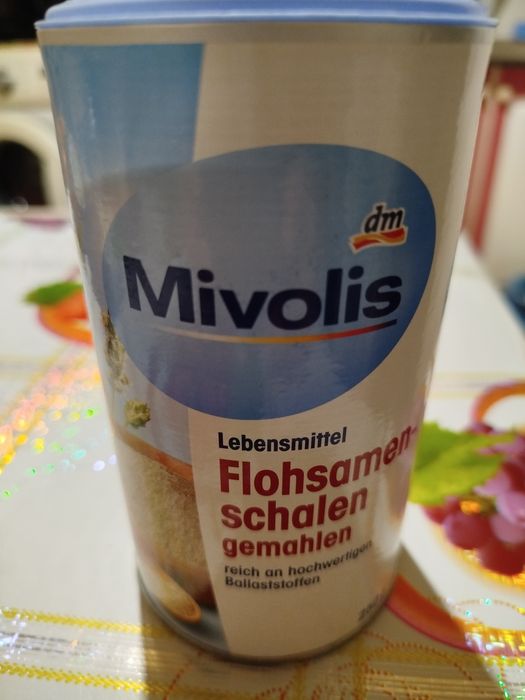 dm
Mivolis
Lebensmittel
Flohsamen-
schalen
gemahlen
reich an hochwertigen
Ballaststoffen